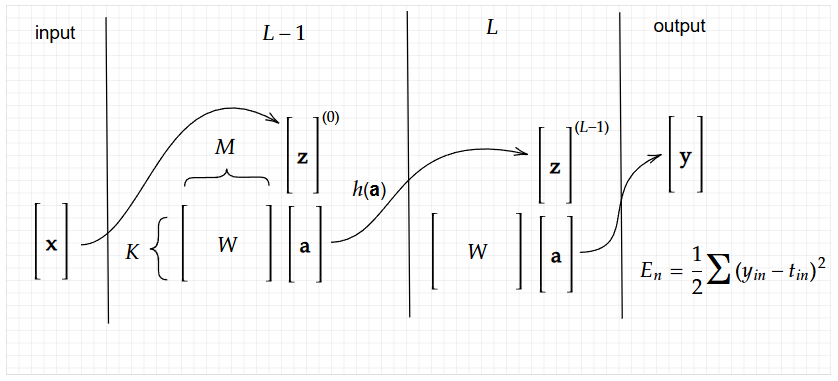 input
L – 1
L
output
z (0)
z (L–1)
y
M
h(a)
x
K
W
a
W
a
E_n = 1/2 ∑ (y_in – t_in)^2